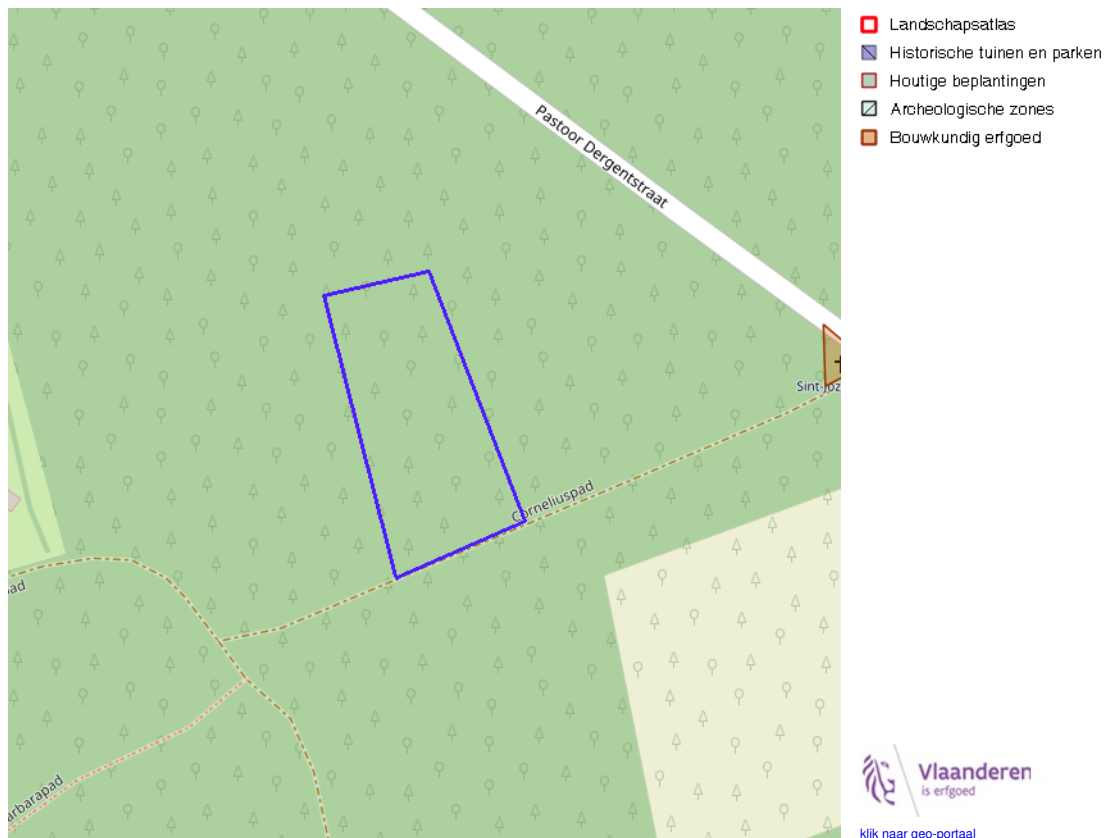 Pastoor Dergentstraat
Corneliuspad
Landschapsatlas
Historische tuinen en parken
Houtige beplantingen
Archeologische zones
Bouwkundig erfgoed
Vlaanderen
is erfgoed
klik naar geo-portaal